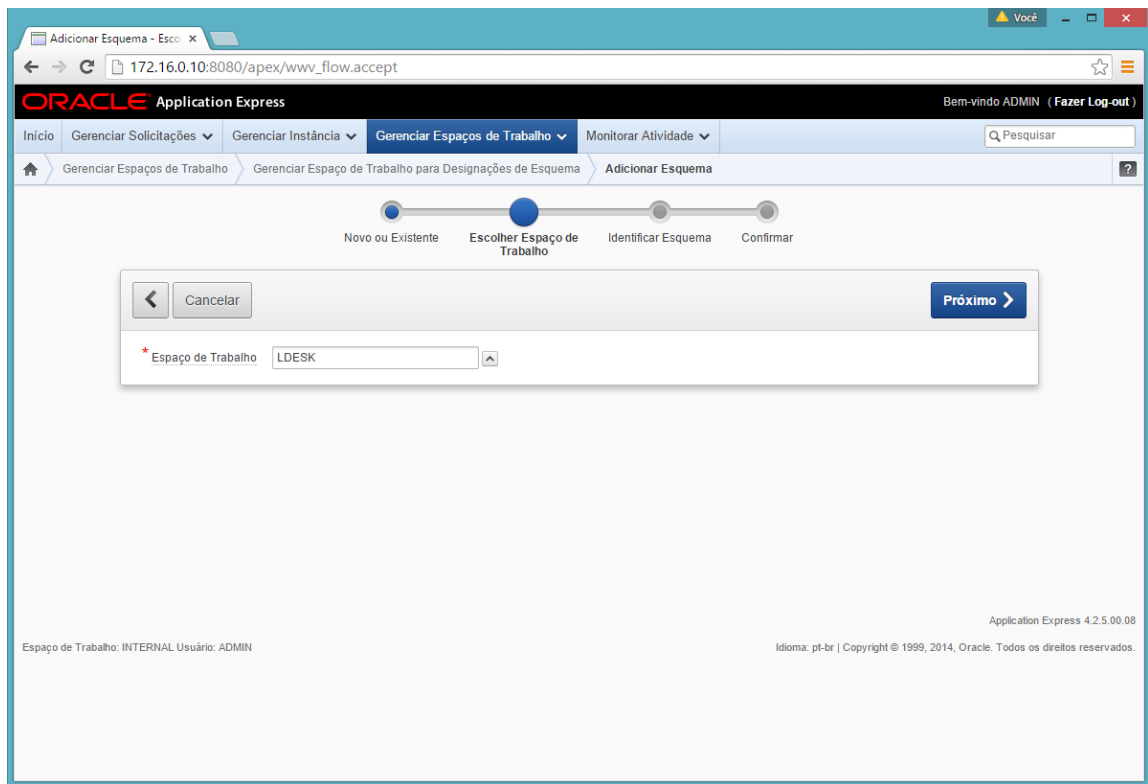 Você
Adicionar Esquema - Esco
172.16.0.10:8080/apex/wwv_flow.accept
ORACLE Application Express
Bem-vindo ADMIN ( Fazer Log-out )
Início Gerenciar Solicitações Gerenciar Instância Gerenciar Espaços de Trabalho Monitorar Atividade Pesquisar
Gerenciar Espaços de Trabalho Gerenciar Espaço de Trabalho para Designações de Esquema Adicionar Esquema ?
Novo ou Existente Escolher Espaço de Identificar Esquema Confirmar
Trabalho
Cancelar Próximo
* Espaço de Trabalho LDESK
Application Express 4.2.5.00.08
Espaço de Trabalho: INTERNAL Usuário: ADMIN Idioma: pt-br | Copyright © 1999, 2014, Oracle. Todos os direitos reservados.